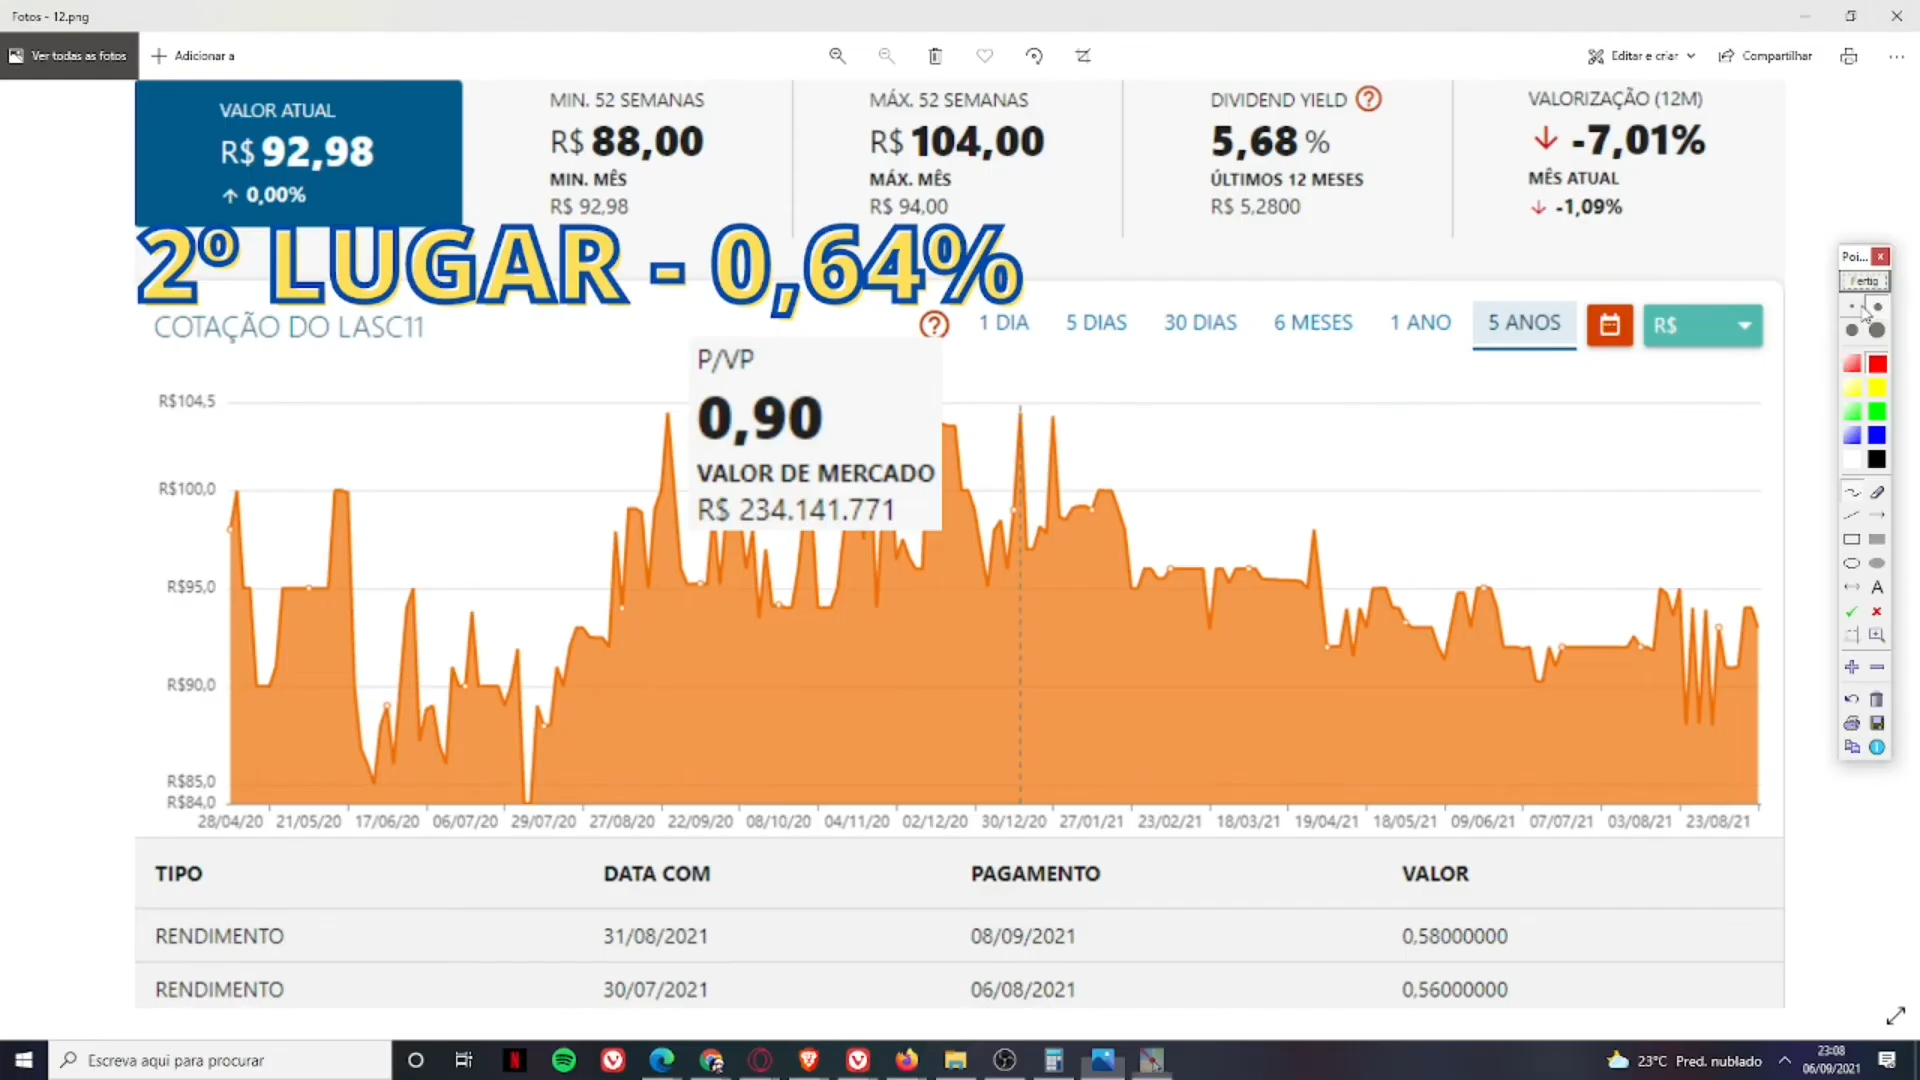 Fotos - 12.png
Ver todas as fotos
Adicionar a
Editar e criar
Compartilhar
VALOR ATUAL
R$ 92,98
0,00%
MIN. 52 SEMANAS
R$ 88,00
MIN. MÊS
R$ 92,98
MÁX. 52 SEMANAS
R$ 104,00
MÁX. MÊS
R$ 94,00
DIVIDEND YIELD ?
5,68 %
ÚLTIMOS 12 MESES
R$ 5,2800
VALORIZAÇÃO (12M)
-7,01%
MÊS ATUAL
-1,09%
2º LUGAR - 0,64%
COTAÇÃO DO LASC11
?
1 DIA
5 DIAS
30 DIAS
6 MESES
1 ANO
5 ANOS
R$
P/VP
0,90
VALOR DE MERCADO
R$ 234.141.771
R$104,5
R$100,0
R$95,0
R$90,0
R$85,0
R$84,0
28/04/20 21/05/20 17/06/20 06/07/20 29/07/20 27/08/20 22/09/20 08/10/20 04/11/20 02/12/20 30/12/20 27/01/21 23/02/21 18/03/21 19/04/21 18/05/21 09/06/21 07/07/21 03/08/21 23/08/21
TIPO DATA COM PAGAMENTO VALOR
RENDIMENTO 31/08/2021 08/09/2021 0,58000000
RENDIMENTO 30/07/2021 06/08/2021 0,56000000
Poi...
Fertig
A
Escreva aqui para procurar
23°C Pred. nublado
23:08
06/09/2021